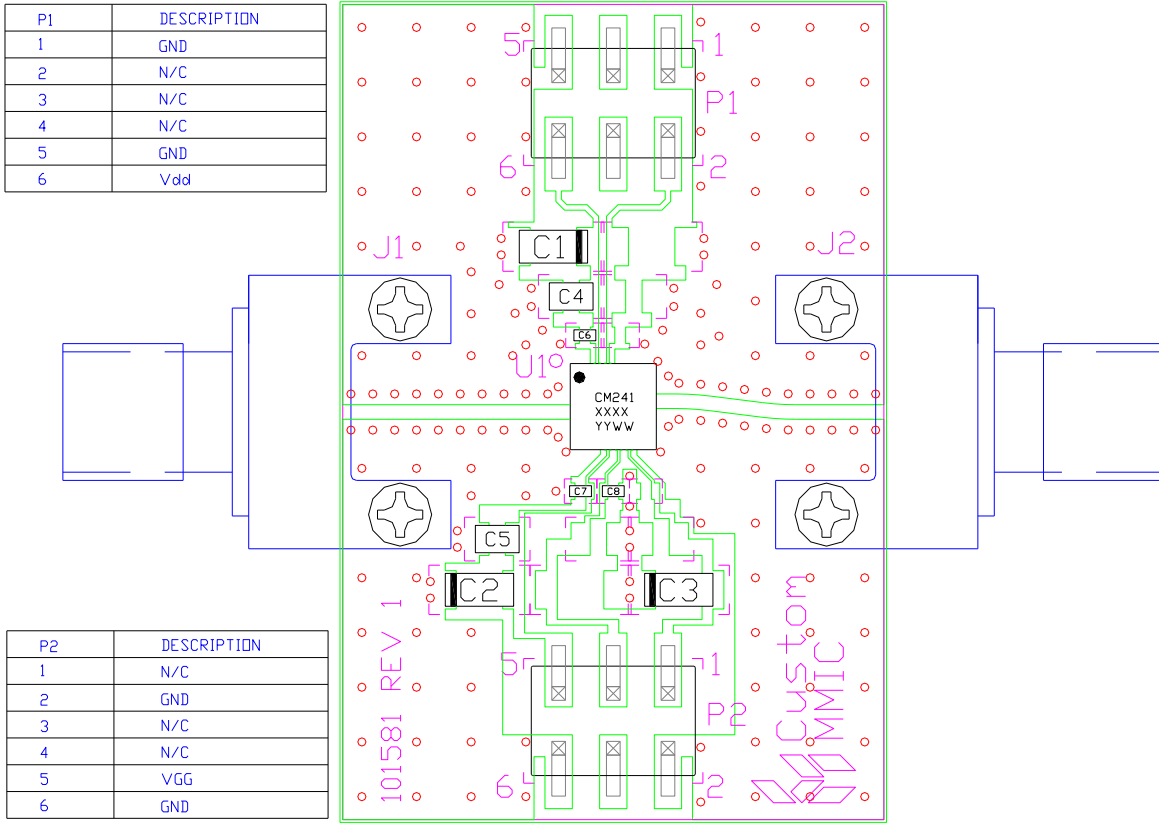 P1 DESCRIPTION
1 GND
2 N/C
3 N/C
4 N/C
5 GND
6 Vdd
5
1
P1
6
2
J1
C1
J2
C4
C6
U1
CM241
XXXX
YYWW
C7
C8
C5
C2
C3
101581 REV 1
Custom
MMIC
P2 DESCRIPTION
1 N/C
2 GND
3 N/C
4 N/C
5 VGG
6 GND
5
1
P2
6
2